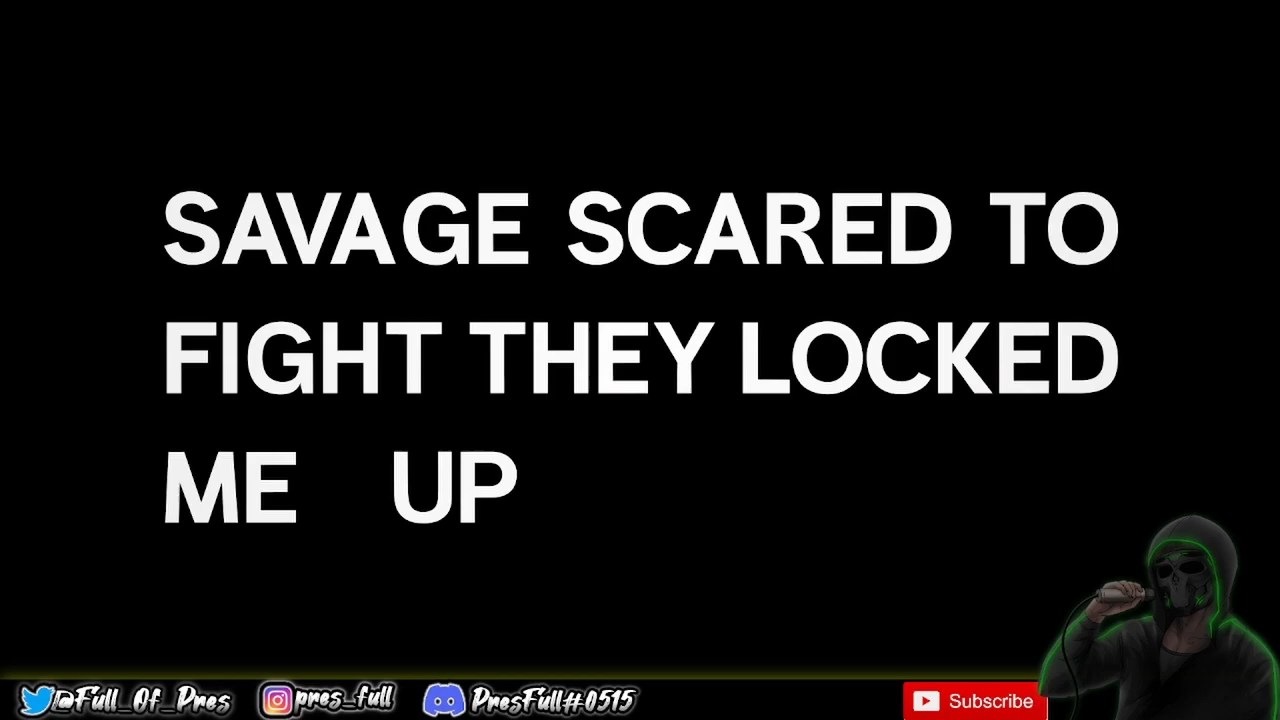 SAVAGE SCARED TO
FIGHT THEY LOCKED
ME UP
@Full_Of_Pres
pres_full
PresFull#0515
Subscribe